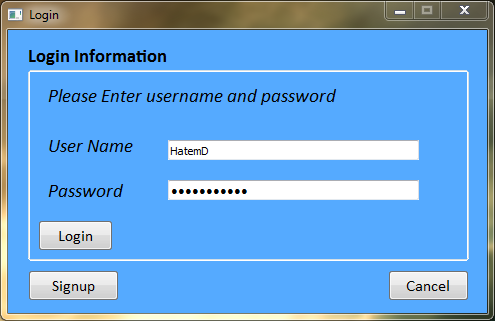 Login
Login Information
Please Enter username and password
User Name
HatemD
Password
•••••••••••
Login
Signup
Cancel